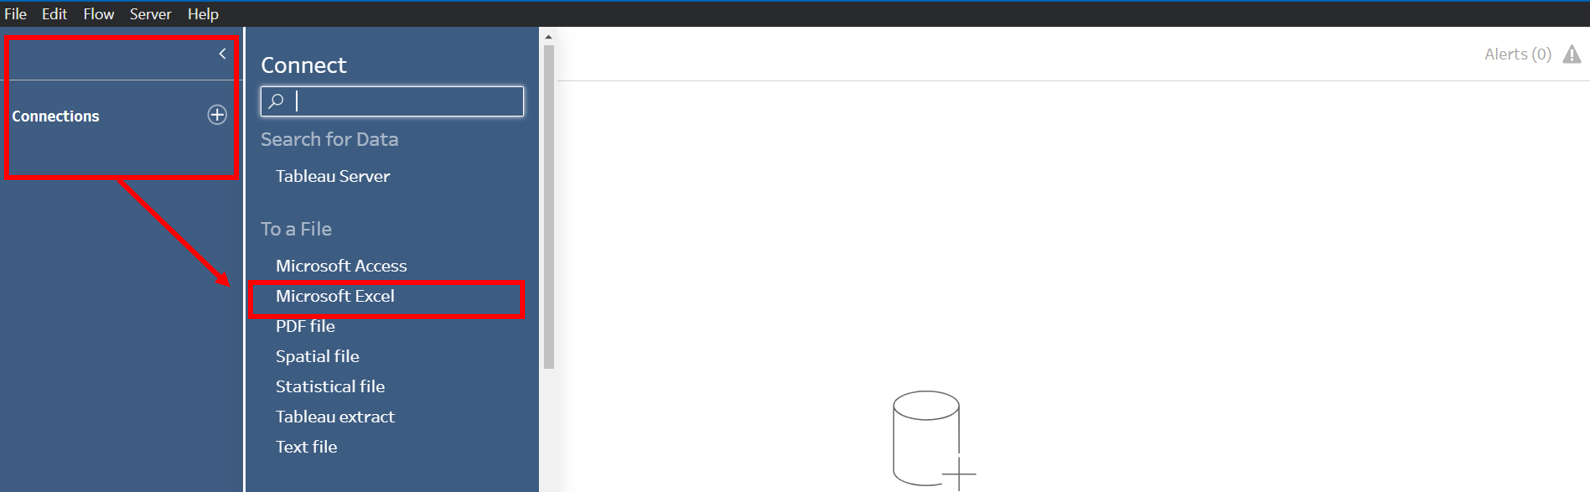 File Edit Flow Server Help
Connections
Connect
Search for Data
Tableau Server
To a File
Microsoft Access
Microsoft Excel
PDF file
Spatial file
Statistical file
Tableau extract
Text file
Alerts (0)